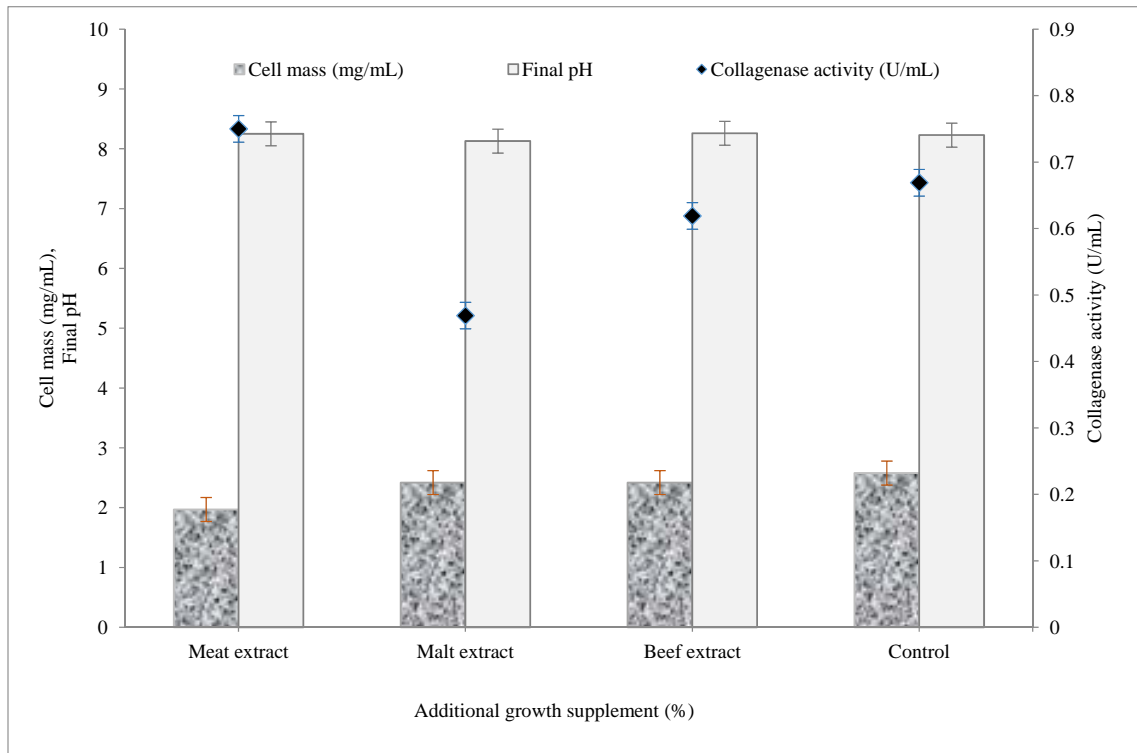 Cell mass (mg/mL)
Final pH
Collagenase activity (U/mL)
10
9
8
7
6
5
4
3
2
1
0
Cell mass (mg/mL),
Final pH
0.9
0.8
0.7
0.6
0.5
0.4
0.3
0.2
0.1
0
Collagenase activity (U/mL)
Meat extract
Malt extract
Beef extract
Control
Additional growth supplement (%)